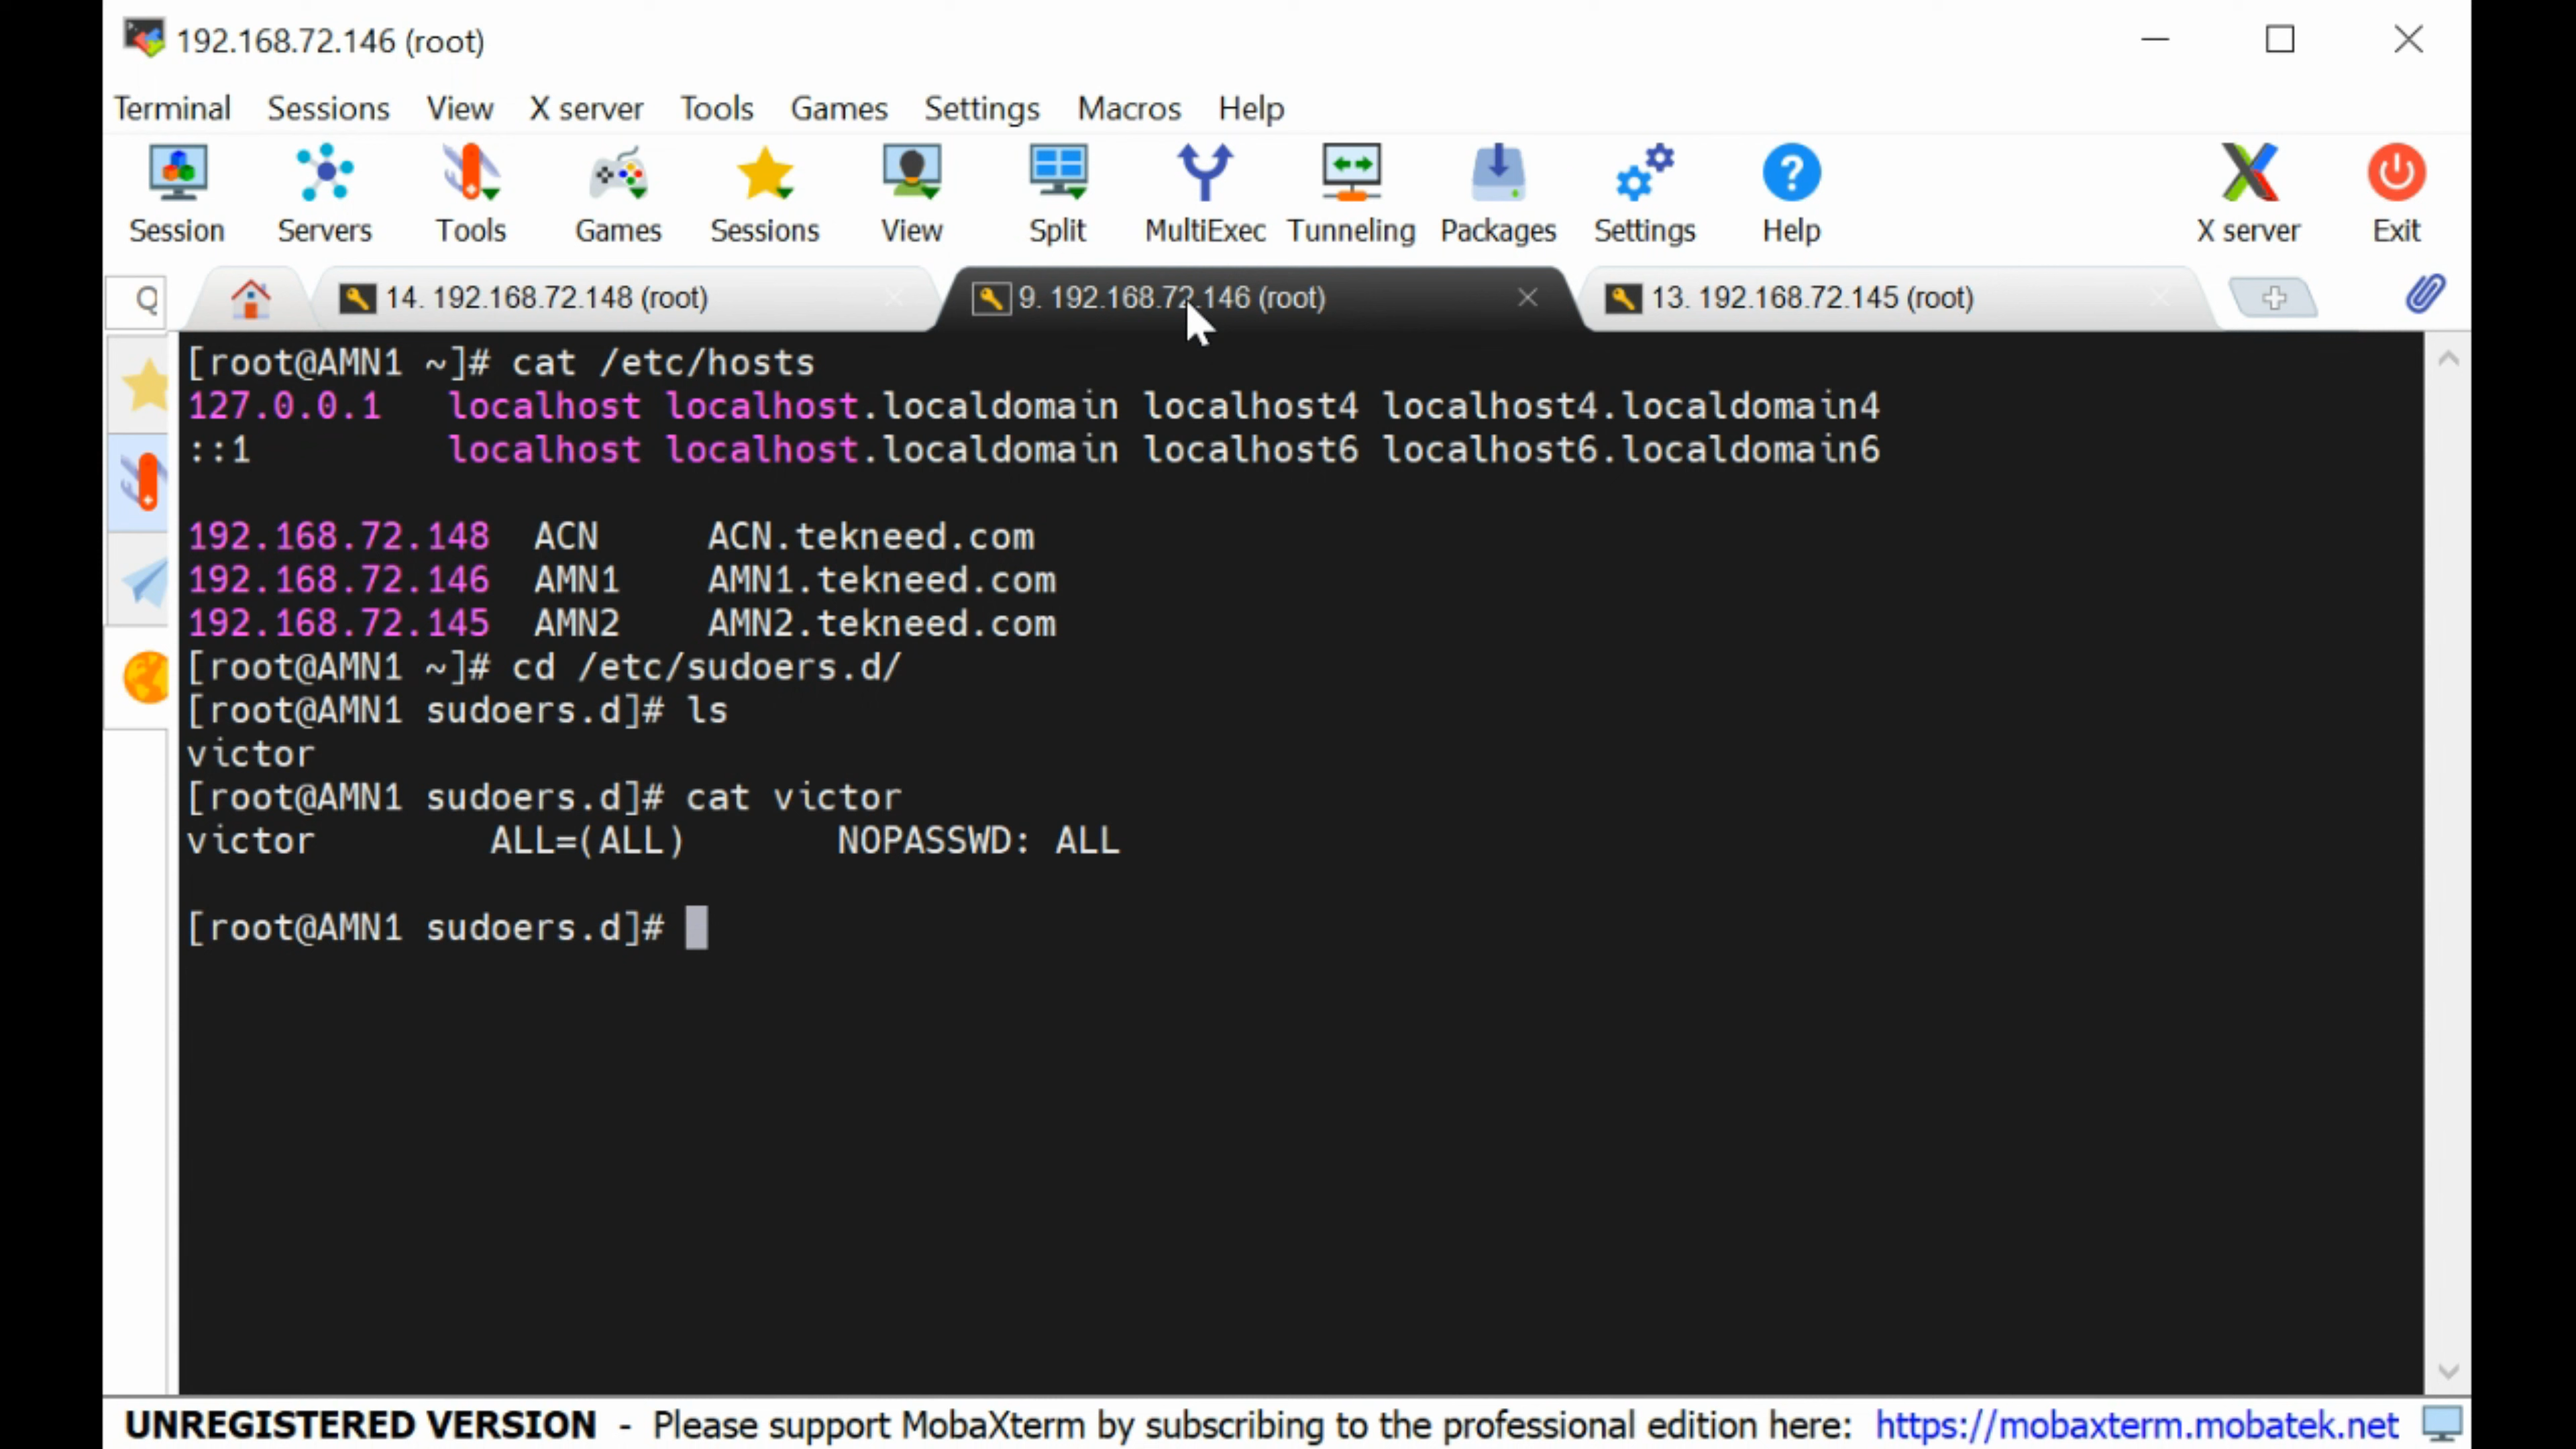 192.168.72.146 (root)
Terminal Sessions View X server Tools Games Settings Macros Help
Session Servers Tools Games Sessions View Split MultiExec Tunneling Packages Settings Help X server Exit
14. 192.168.72.148 (root) 9. 192.168.72.146 (root) 13. 192.168.72.145 (root)
[root@AMN1 ~]# cat /etc/hosts
127.0.0.1 localhost localhost.localdomain localhost4 localhost4.localdomain4
::1 localhost localhost.localdomain localhost6 localhost6.localdomain6
192.168.72.148 ACN ACN.tekneed.com
192.168.72.146 AMN1 AMN1.tekneed.com
192.168.72.145 AMN2 AMN2.tekneed.com
[root@AMN1 ~]# cd /etc/sudoers.d/
[root@AMN1 sudoers.d]# ls
victor
[root@AMN1 sudoers.d]# cat victor
victor ALL=(ALL) NOPASSWD: ALL
[root@AMN1 sudoers.d]#
UNREGISTERED VERSION - Please support MobaXterm by subscribing to the professional edition here: https://mobaxterm.mobatek.net